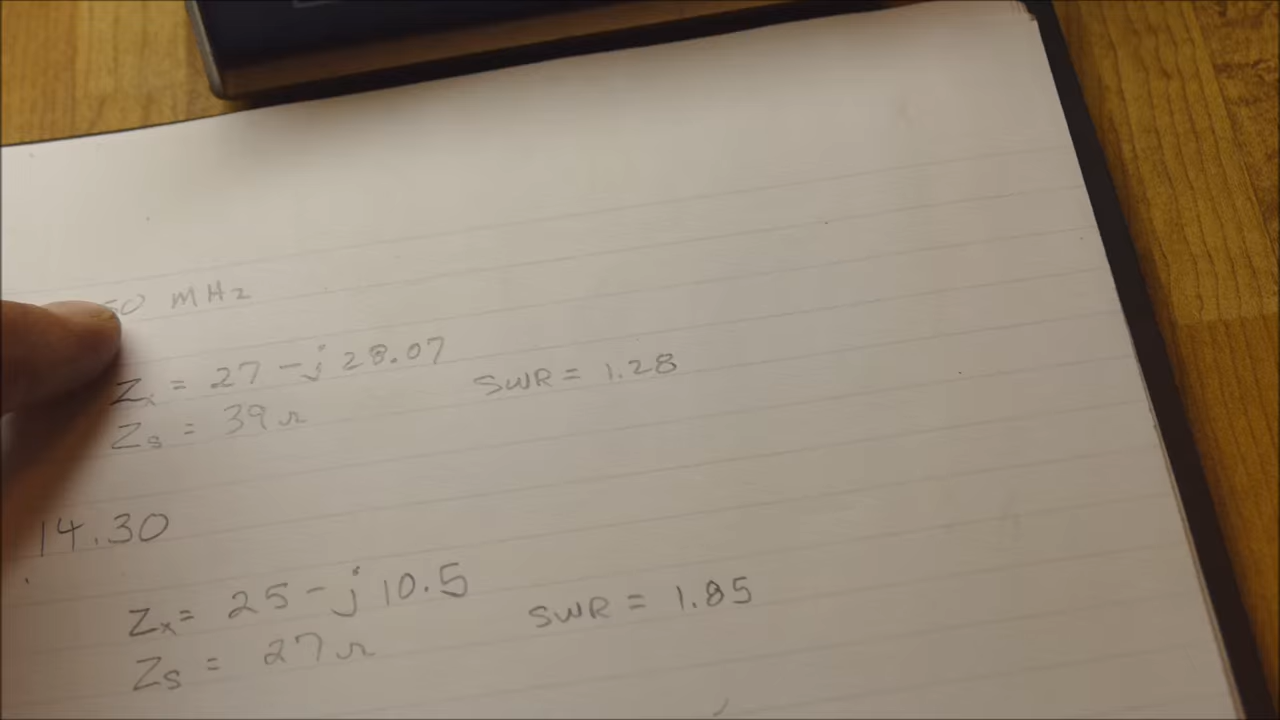 50 MHz
Zx = 27 - j 28.07 SWR = 1.28
Zs = 39 Ω
14.30
Zx = 25 - j 10.5 SWR = 1.85
Zs = 27 Ω